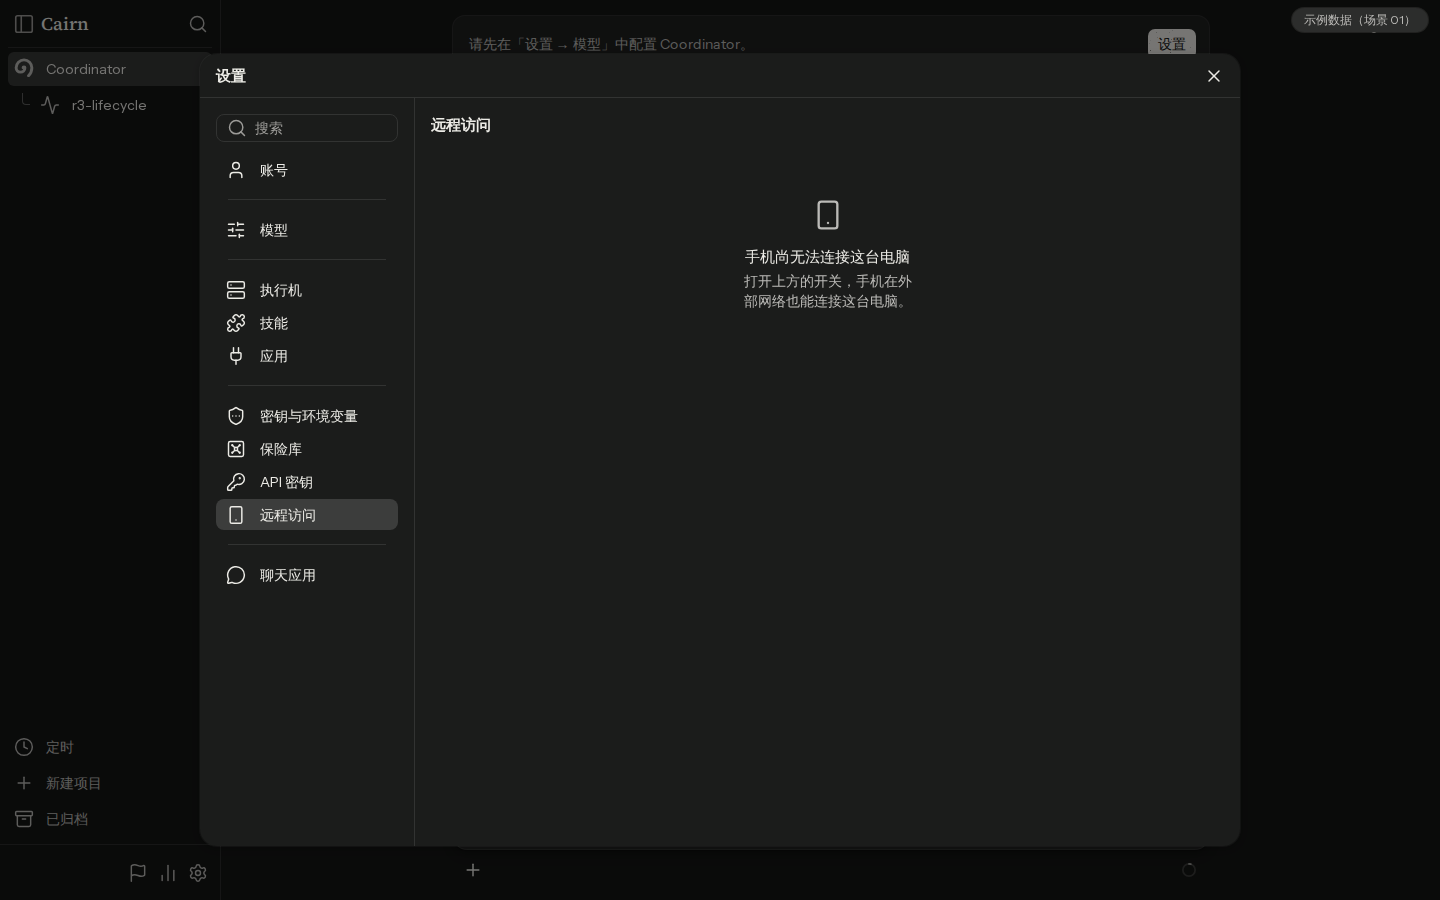 Cairn
示例数据（场景 01）
请先在「设置 → 模型」中配置 Coordinator。
设置
Coordinator
r3-lifecycle
设置
搜索
账号
模型
执行机
技能
应用
密钥与环境变量
保险库
API 密钥
远程访问
聊天应用
远程访问
手机尚无法连接这台电脑
打开上方的开关，手机在外
部网络也能连接这台电脑。
定时
新建项目
已归档